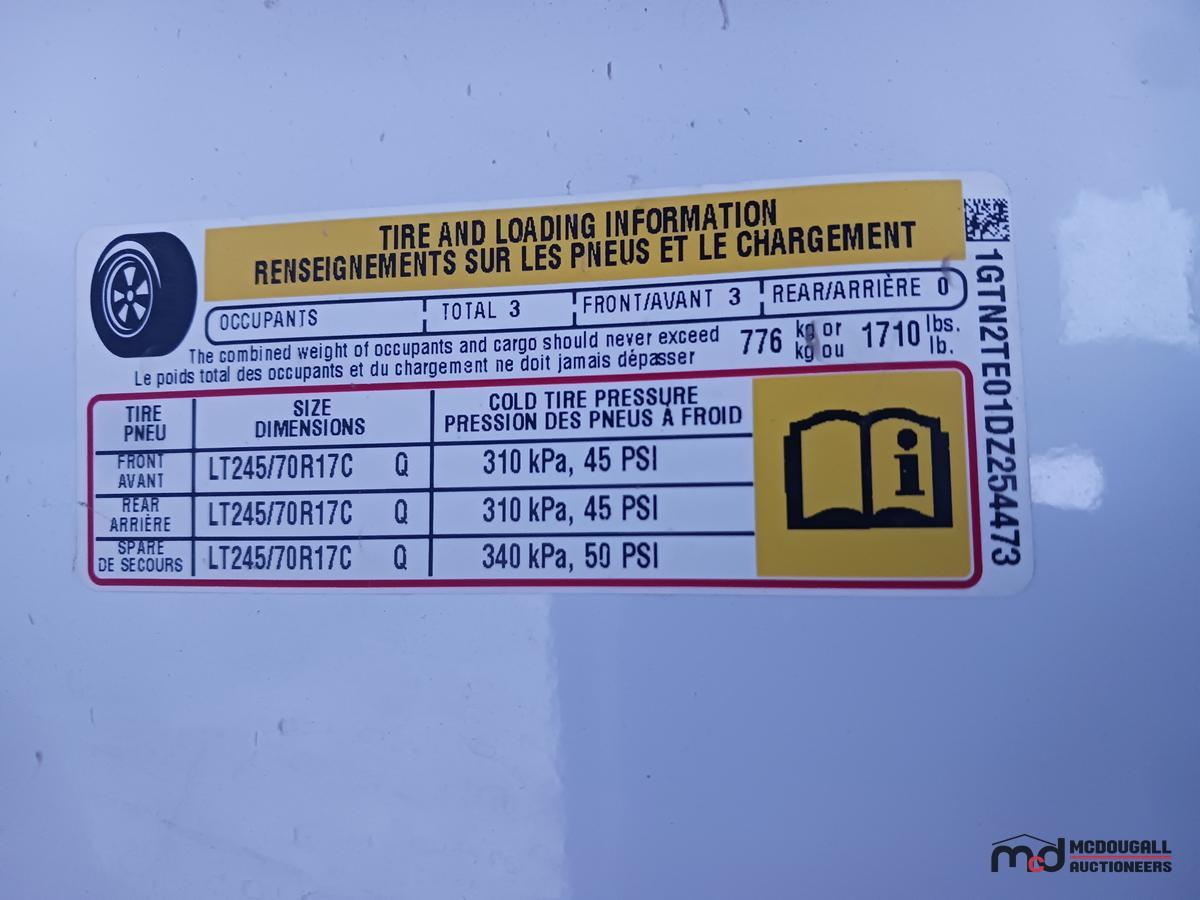 TIRE AND LOADING INFORMATION
RENSEIGNEMENTS SUR LES PNEUS ET LE CHARGEMENT
OCCUPANTS TOTAL 3 FRONT/AVANT 3 REAR/ARRIÈRE 0
The combined weight of occupants and cargo should never exceed 776 kg or 1710 lbs.
Le poids total des occupants et du chargement ne doit jamais dépasser kg ou lb.
TIRE SIZE COLD TIRE PRESSURE
PNEU DIMENSIONS PRESSION DES PNEUS À FROID
FRONT
AVANT LT245/70R17C Q 310 kPa, 45 PSI
REAR
ARRIÈRE LT245/70R17C Q 310 kPa, 45 PSI
SPARE
DE SECOURS LT245/70R17C Q 340 kPa, 50 PSI
1GTN2TE01DZ254473
mcd MCDOUGALL
AUCTIONEERS